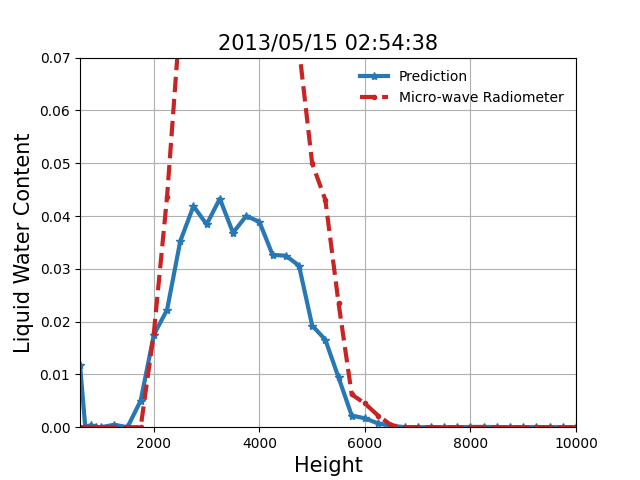 2013/05/15 02:54:38
0.07
0.06
0.05
0.04
0.03
0.02
0.01
0.00
Liquid Water Content
Prediction
Micro-wave Radiometer
2000 4000 6000 8000 10000
Height